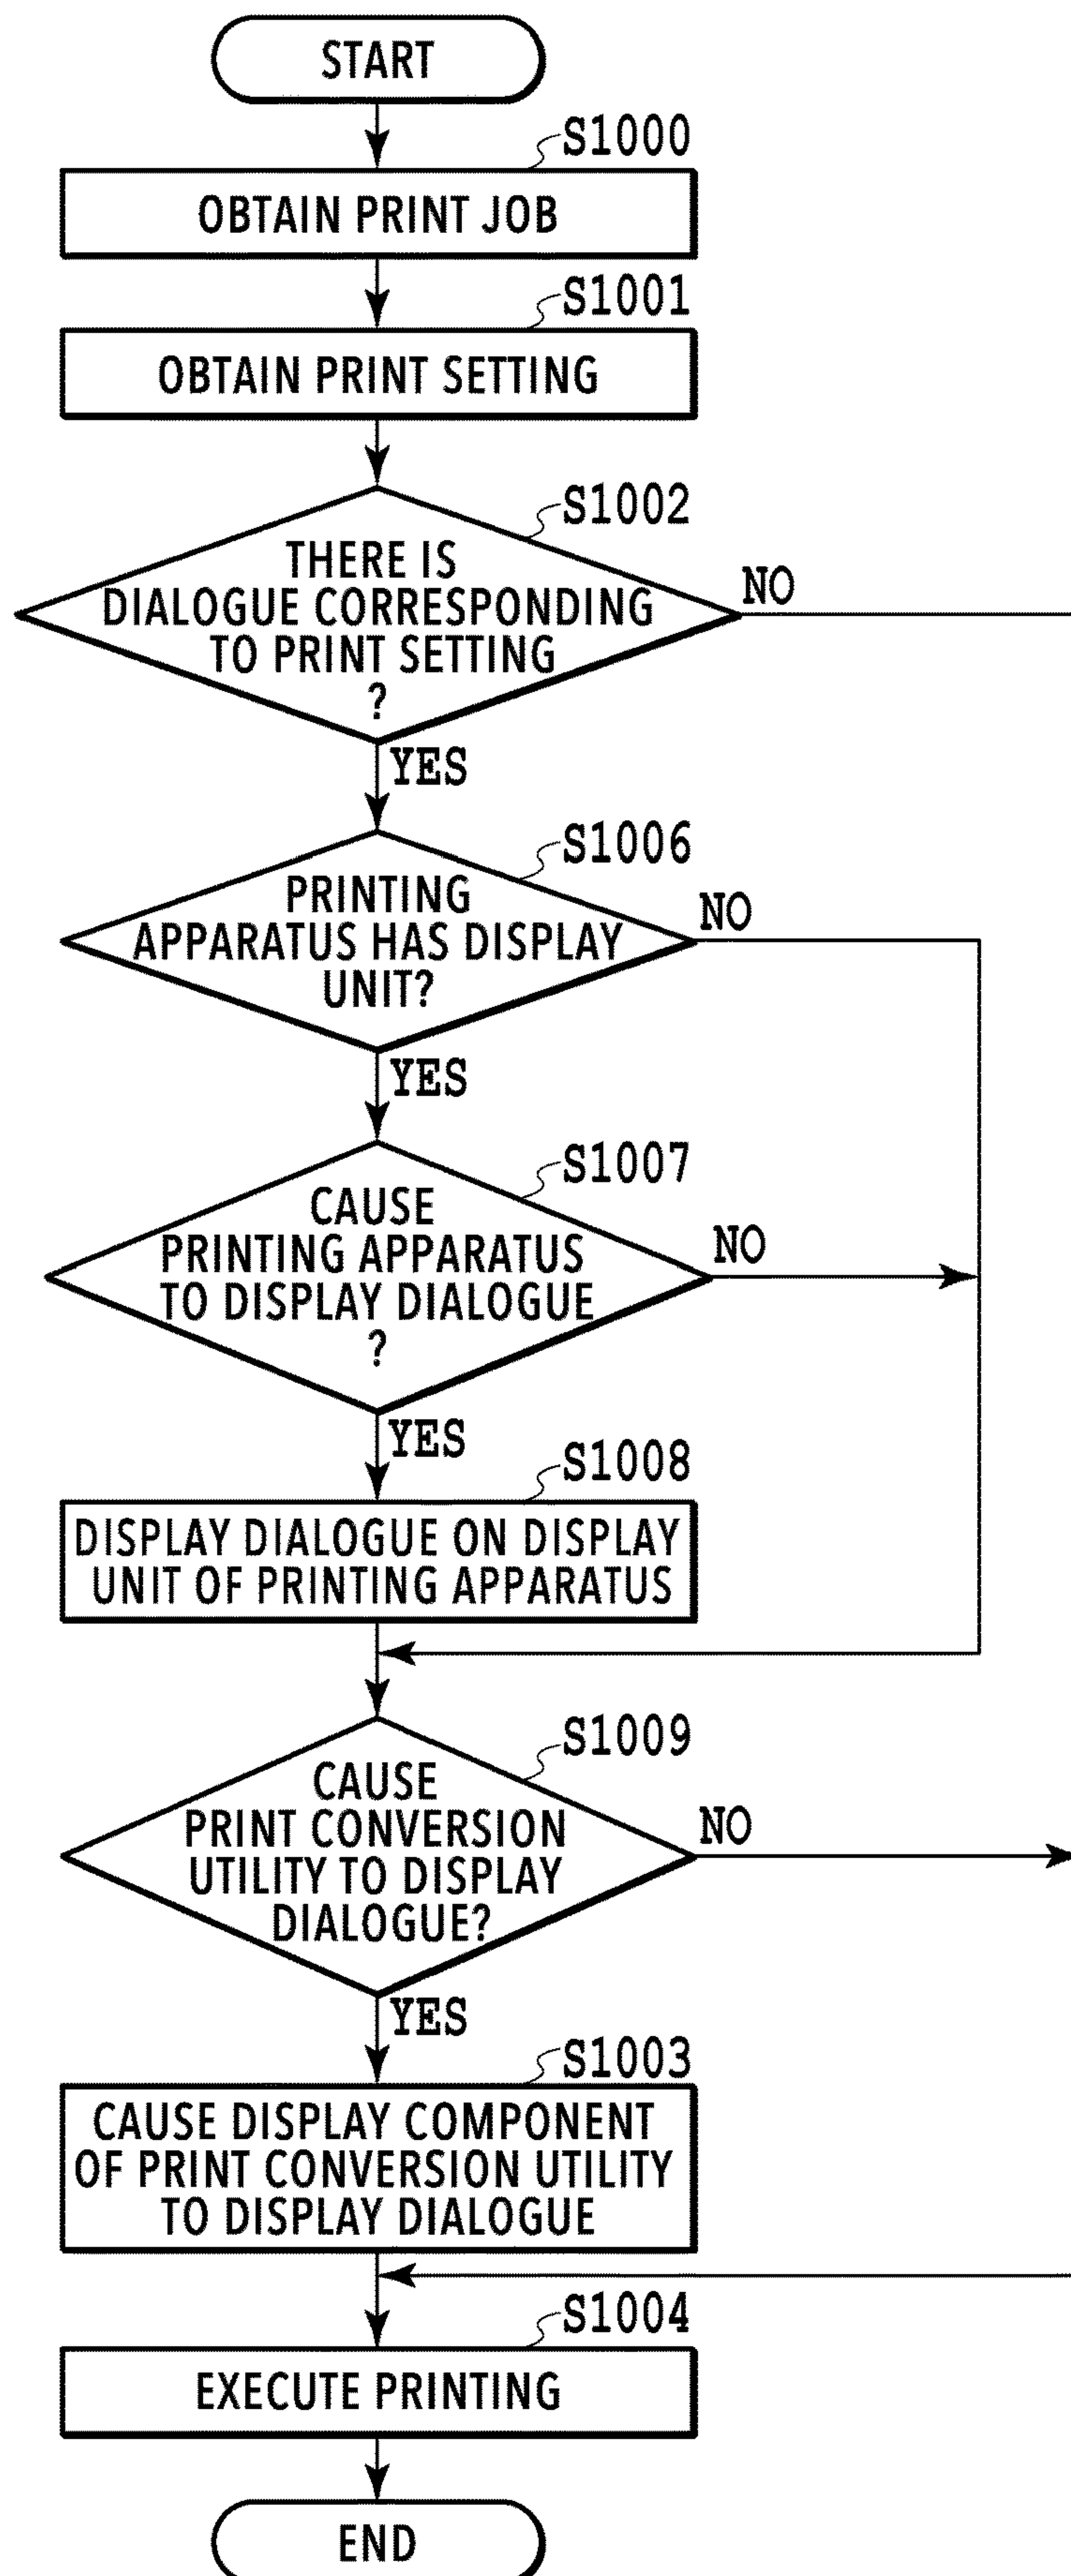 START
S1000
OBTAIN PRINT JOB
S1001
OBTAIN PRINT SETTING
S1002
THERE IS
DIALOGUE CORRESPONDING
TO PRINT SETTING
?
NO
YES
S1006
PRINTING
APPARATUS HAS DISPLAY
UNIT?
NO
YES
S1007
CAUSE
PRINTING APPARATUS
TO DISPLAY DIALOGUE
?
NO
YES
S1008
DISPLAY DIALOGUE ON DISPLAY
UNIT OF PRINTING APPARATUS
S1009
CAUSE
PRINT CONVERSION
UTILITY TO DISPLAY
DIALOGUE?
NO
YES
S1003
CAUSE DISPLAY COMPONENT
OF PRINT CONVERSION UTILITY
TO DISPLAY DIALOGUE
S1004
EXECUTE PRINTING
END